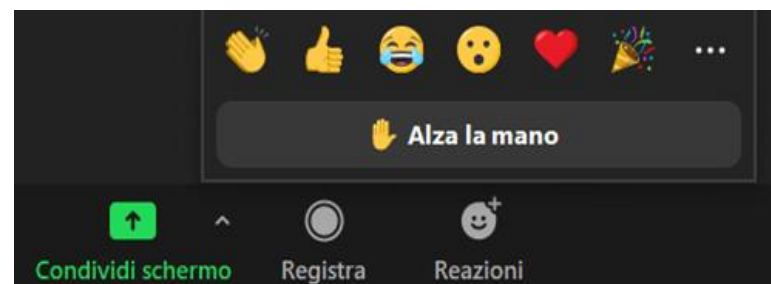 Alza la mano
Condividi schermo
Registra
Reazioni